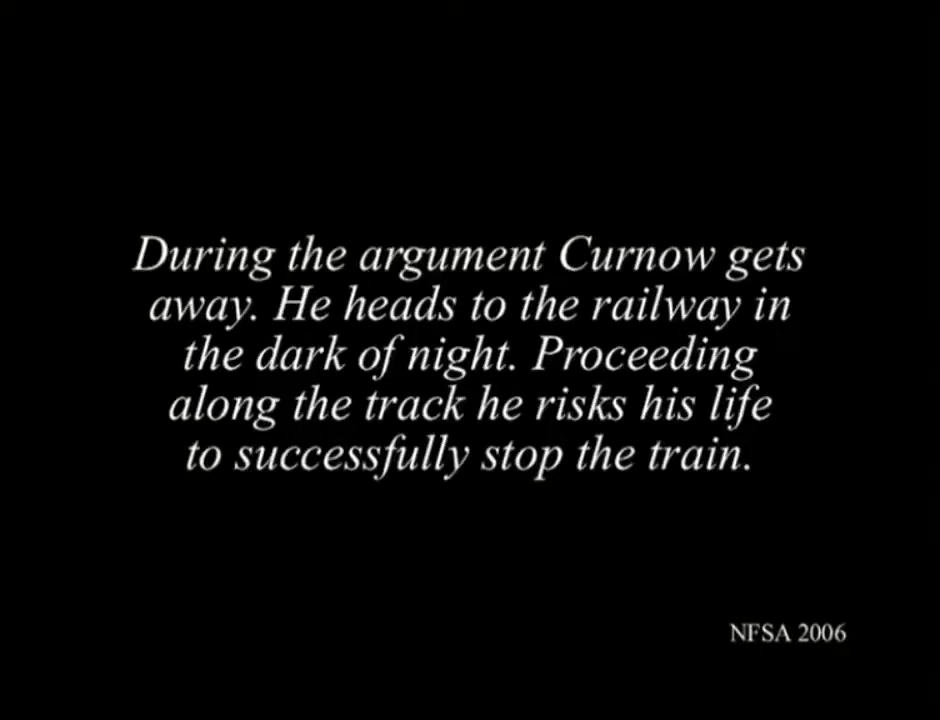 During the argument Curnow gets
away. He heads to the railway in
the dark of night. Proceeding
along the track he risks his life
to successfully stop the train.
NFSA 2006